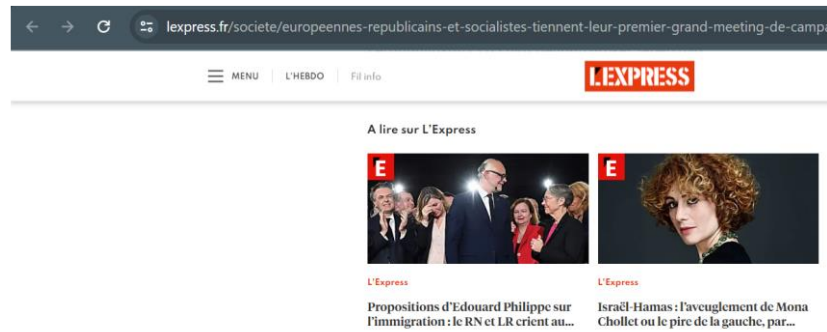 lexpress.fr/societe/europeennes-republicains-et-socialistes-tiennent-leur-premier-grand-meeting-de-campa
MENU L'HEBDO Fil info L'EXPRESS
A lire sur L'Express
E E
L'Express L'Express
Propositions d'Edouard Philippe sur
l'immigration : le RN et LR crient au...
Israël-Hamas : l'aveuglement de Mona
Chollet ou le pire de la gauche, par...